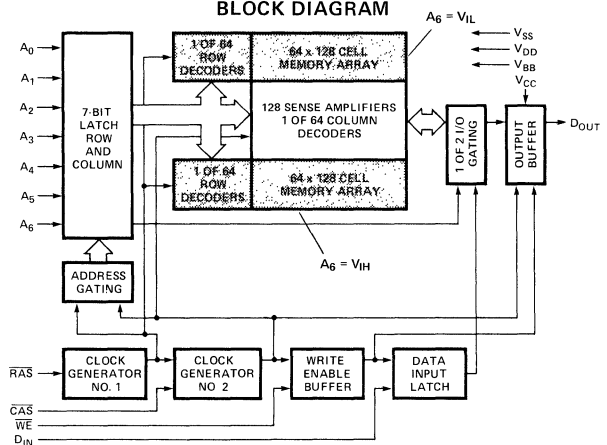 BLOCK DIAGRAM
A0
A1
A2
A3
A4
A5
A6
7-BIT
LATCH
ROW
AND
COLUMN
1 OF 64
ROW
DECODERS
64 x 128 CELL
MEMORY ARRAY
A6 = VIL
128 SENSE AMPLIFIERS
1 OF 64 COLUMN
DECODERS
1 OF 64
ROW
DECODERS
64 x 128 CELL
MEMORY ARRAY
A6 = VIH
VSS
VDD
VBB
VCC
1 OF 2 I/O
GATING
OUTPUT
BUFFER
DOUT
ADDRESS
GATING
RAS
CLOCK
GENERATOR
NO. 1
CLOCK
GENERATOR
NO 2
WRITE
ENABLE
BUFFER
DATA
INPUT
LATCH
CAS
WE
DIN